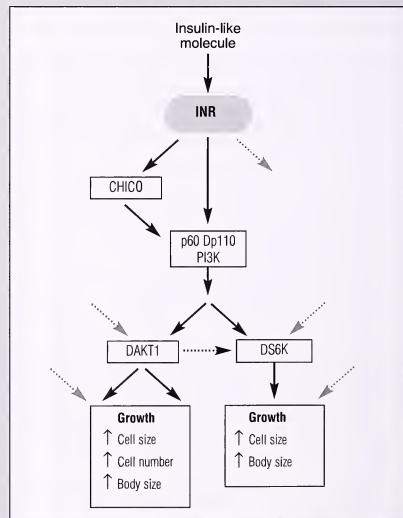 Insulin-like
molecule
INR
CHICO
p60 Dp110
PI3K
DAKT1
DS6K
Growth
↑ Cell size
↑ Cell number
↑ Body size
Growth
↑ Cell size
↑ Body size